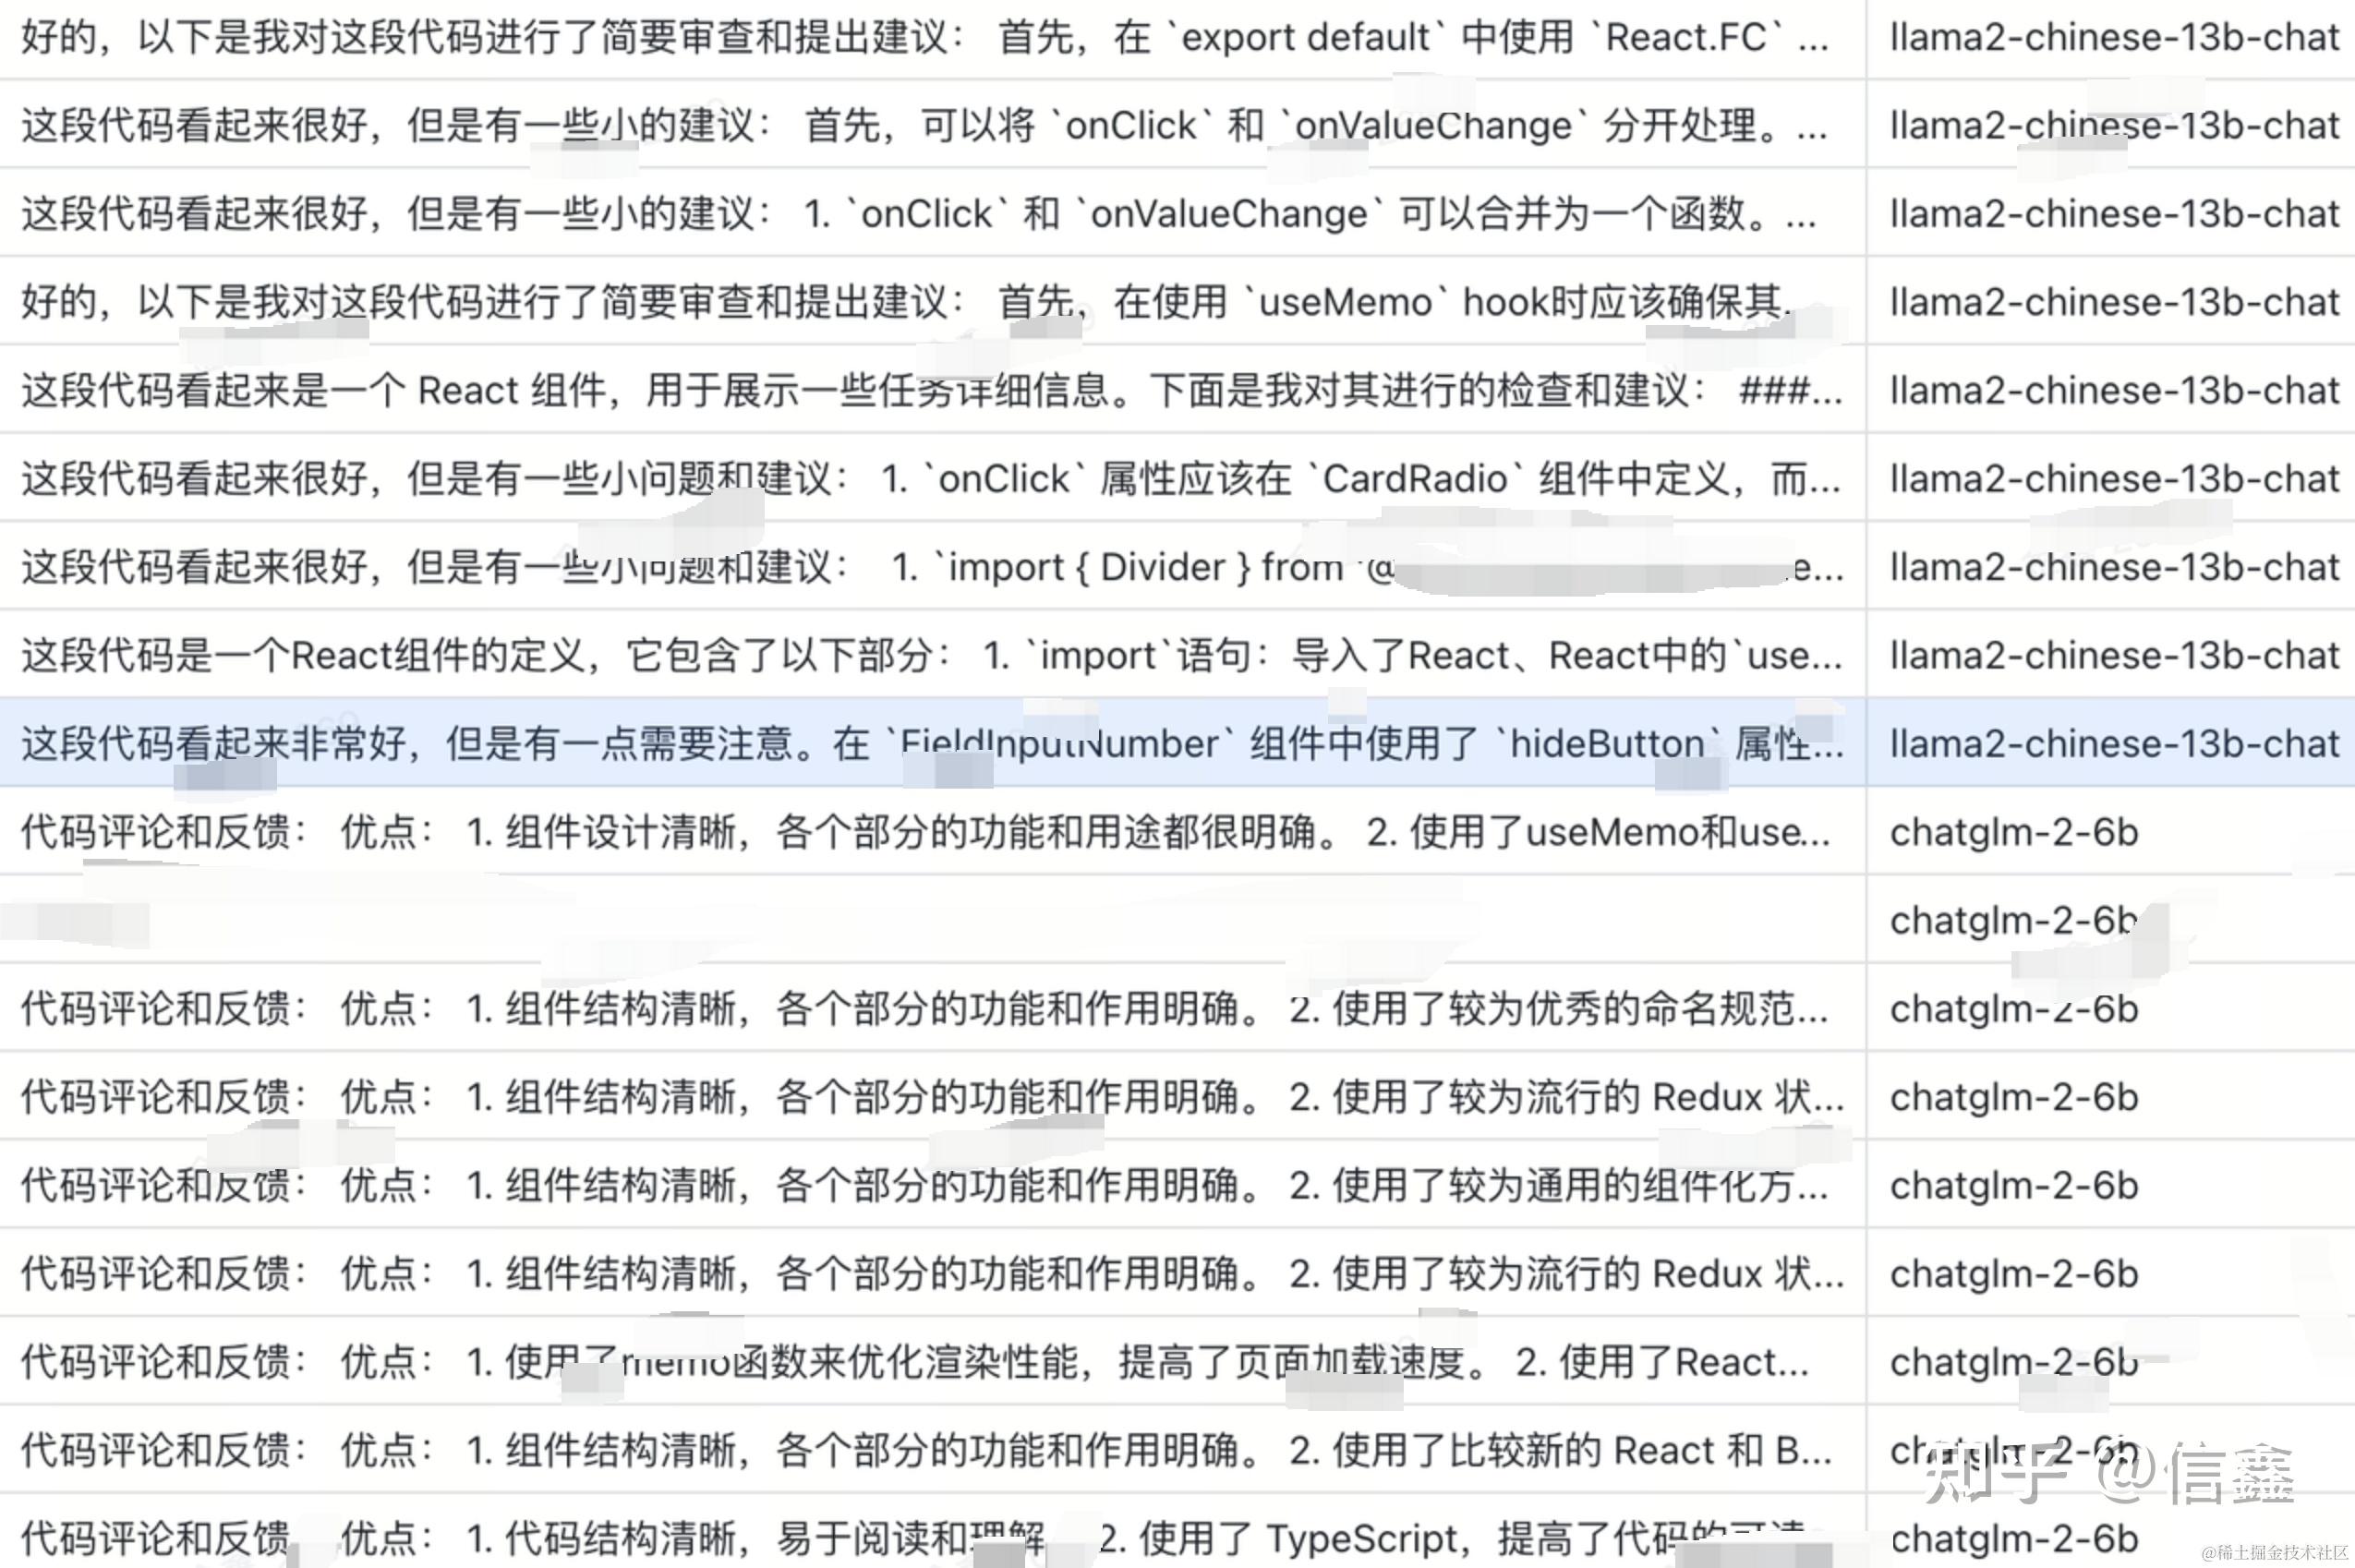 好的，以下是我对这段代码进行了简要审查和提出建议： 首先，在 `export default` 中使用 `React.FC` ... llama2-chinese-13b-chat
这段代码看起来很好，但是有一些小的建议： 首先，可以将 `onClick` 和 `onValueChange` 分开处理。... llama2-chinese-13b-chat
这段代码看起来很好，但是有一些小的建议： 1. `onClick` 和 `onValueChange` 可以合并为一个函数。... llama2-chinese-13b-chat
好的，以下是我对这段代码进行了简要审查和提出建议： 首先，在使用 `useMemo` hook时应该确保其. llama2-chinese-13b-chat
这段代码看起来是一个 React 组件，用于展示一些任务详细信息。下面是我对其进行的检查和建议： ###... llama2-chinese-13b-chat
这段代码看起来很好，但是有一些小问题和建议： 1. `onClick` 属性应该在 `CardRadio` 组件中定义，而... llama2-chinese-13b-chat
这段代码看起来很好，但是有一些小问题和建议： 1. `import { Divider } from '@ e... llama2-chinese-13b-chat
这段代码是一个React组件的定义，它包含了以下部分： 1. `import`语句：导入了React、React中的`use... llama2-chinese-13b-chat
这段代码看起来非常好，但是有一点需要注意。在 `FieldInputNumber` 组件中使用了 `hideButton` 属性... llama2-chinese-13b-chat
代码评论和反馈： 优点： 1. 组件设计清晰，各个部分的功能和用途都很明确。 2. 使用了useMemo和use... chatglm-2-6b
chatglm-2-6b
代码评论和反馈： 优点： 1. 组件结构清晰，各个部分的功能和作用明确。 2. 使用了较为优秀的命名规范... chatglm-2-6b
代码评论和反馈： 优点： 1. 组件结构清晰，各个部分的功能和作用明确。 2. 使用了较为流行的 Redux 状... chatglm-2-6b
代码评论和反馈： 优点： 1. 组件结构清晰，各个部分的功能和作用明确。 2. 使用了较为通用的组件化方... chatglm-2-6b
代码评论和反馈： 优点： 1. 组件结构清晰，各个部分的功能和作用明确。 2. 使用了较为流行的 Redux 状... chatglm-2-6b
代码评论和反馈： 优点： 1. 使用了memo函数来优化渲染性能，提高了页面加载速度。 2. 使用了React... chatglm-2-6b
代码评论和反馈： 优点： 1. 组件结构清晰，各个部分的功能和作用明确。 2. 使用了比较新的 React 和 B... chatglm-2-6b
知乎 @信鑫
代码评论和反馈 优点： 1. 代码结构清晰，易于阅读和理解 2. 使用了 TypeScript，提高了代码的可读 chatglm-2-6b
@稀土掘金技术社区